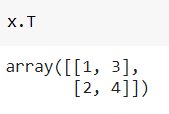 x.T
array([[1, 3],
       [2, 4]])